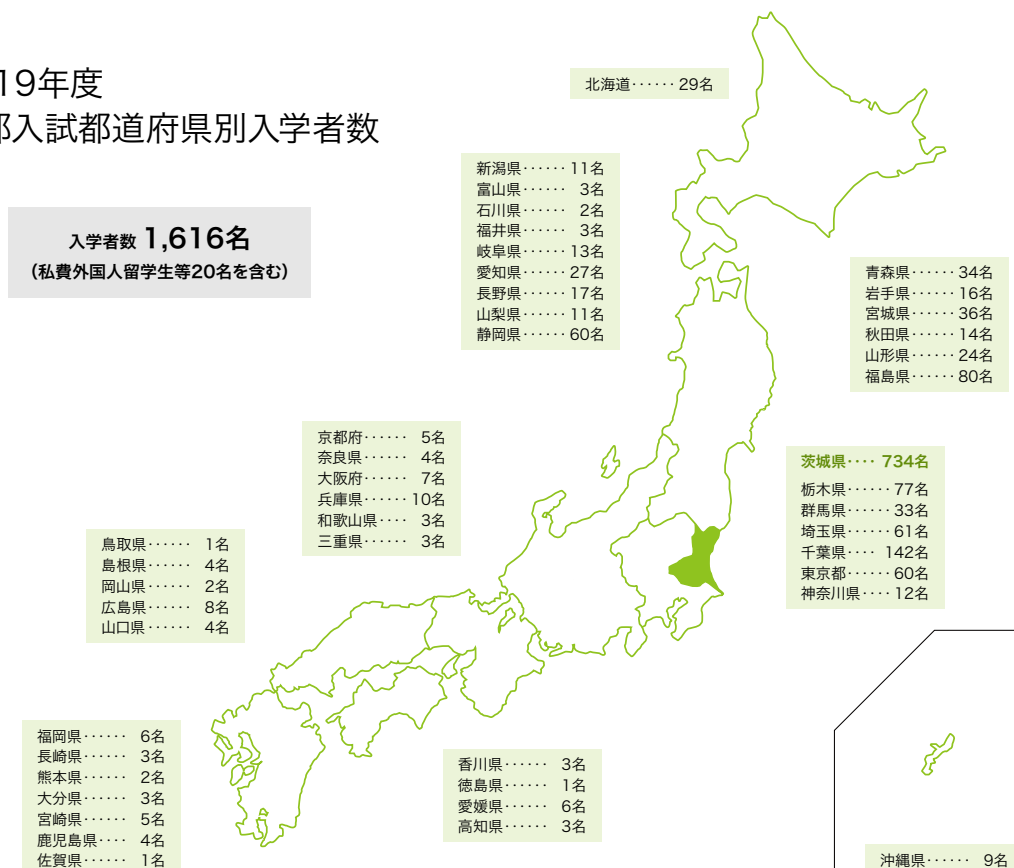 19年度
部入試都道府県別入学者数
入学者数 1,616名
(私費外国人留学生等20名を含む)
北海道‥‥‥ 29名
新潟県‥‥‥ 11名
富山県‥‥‥ 3名
石川県‥‥‥ 2名
福井県‥‥‥ 3名
岐阜県‥‥‥ 13名
愛知県‥‥‥ 27名
長野県‥‥‥ 17名
山梨県‥‥‥ 11名
静岡県‥‥‥ 60名
青森県‥‥‥ 34名
岩手県‥‥‥ 16名
宮城県‥‥‥ 36名
秋田県‥‥‥ 14名
山形県‥‥‥ 24名
福島県‥‥‥ 80名
京都府‥‥‥ 5名
奈良県‥‥‥ 4名
大阪府‥‥‥ 7名
兵庫県‥‥‥ 10名
和歌山県‥‥ 3名
三重県‥‥‥ 3名
茨城県‥‥ 734名
栃木県‥‥‥ 77名
群馬県‥‥‥ 33名
埼玉県‥‥‥ 61名
千葉県‥‥ 142名
東京都‥‥‥ 60名
神奈川県‥‥ 12名
鳥取県‥‥‥ 1名
島根県‥‥‥ 4名
岡山県‥‥‥ 2名
広島県‥‥‥ 8名
山口県‥‥‥ 4名
福岡県‥‥‥ 6名
長崎県‥‥‥ 3名
熊本県‥‥‥ 2名
大分県‥‥‥ 3名
宮崎県‥‥‥ 5名
鹿児島県‥‥ 4名
佐賀県‥‥‥ 1名
香川県‥‥‥ 3名
徳島県‥‥‥ 1名
愛媛県‥‥‥ 6名
高知県‥‥‥ 3名
沖縄県‥‥‥ 9名